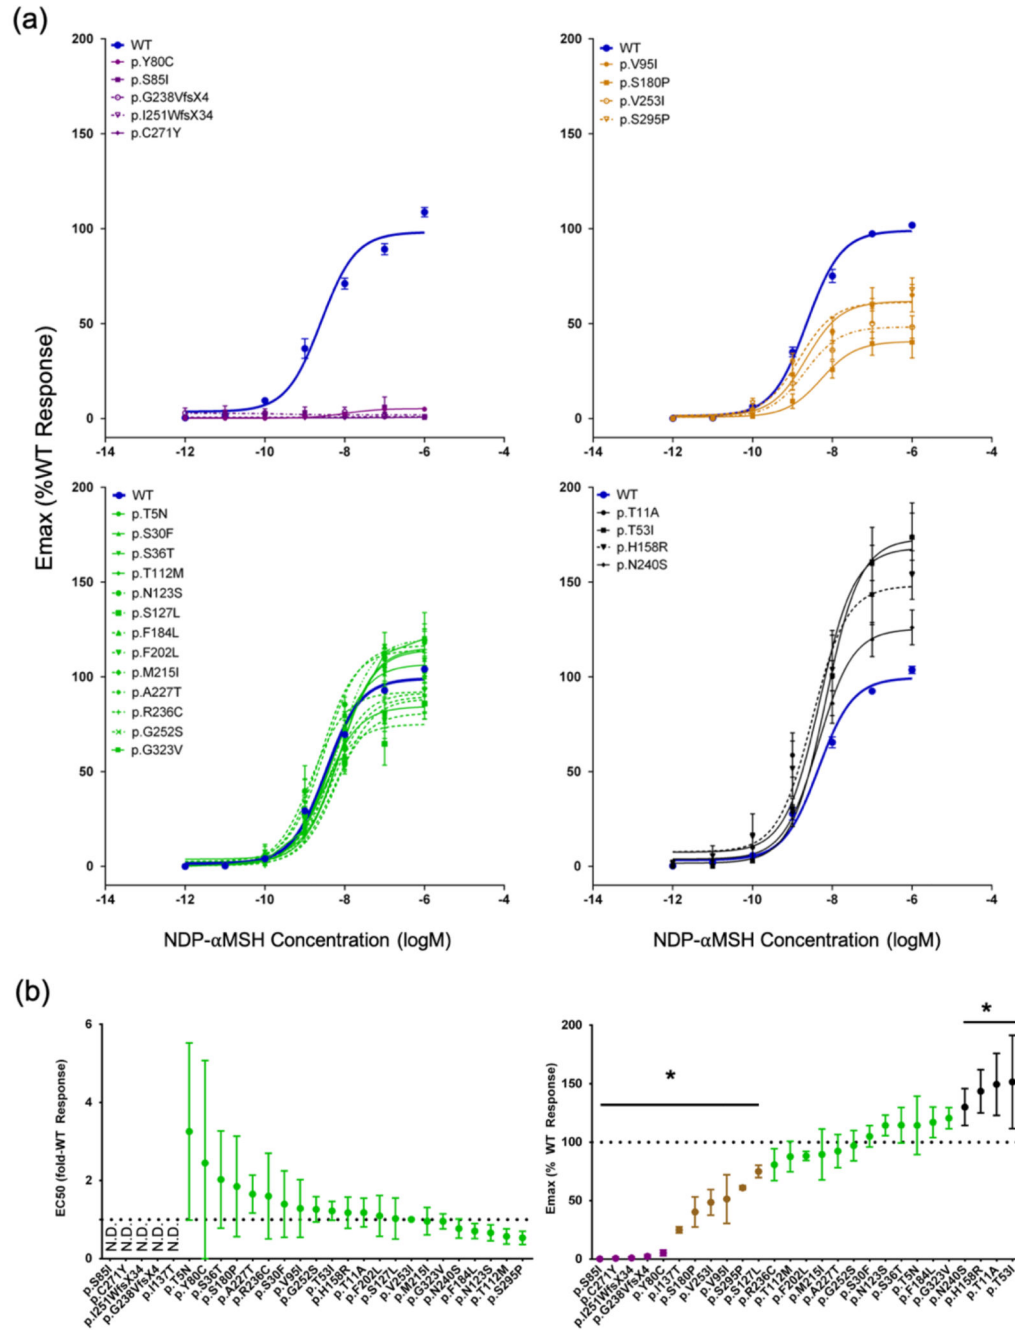 (a)
Emax (%WT Response)
200
150
100
50
0
-14
-12
-10
-8
-6
-4
WT
p.Y80C
p.S85I
p.G238VfsX4
p.I251WfsX34
p.C271Y
200
150
100
50
0
-14
-12
-10
-8
-6
-4
WT
p.V95I
p.S180P
p.V253I
p.S295P
200
150
100
50
0
-14
-12
-10
-8
-6
-4
WT
p.T5N
p.S30F
p.S36T
p.T112M
p.N123S
p.S127L
p.F184L
p.F202L
p.M215I
p.A227T
p.R236C
p.G252S
p.G323V
NDP-αMSH Concentration (logM)
200
150
100
50
0
-14
-12
-10
-8
-6
-4
WT
p.T11A
p.T53I
p.H158R
p.N240S
NDP-αMSH Concentration (logM)
(b)
EC50 (fold-WT Response)
6
4
2
0
N.D.
N.D.
N.D.
N.D.
N.D.
p.S85I
p.C271Y
p.I251WfsX34
p.G238VfsX4
p.I137T
p.T5N
p.Y80C
p.S36T
p.S180P
p.A227T
p.R236C
p.S30F
p.V95I
p.G252S
p.T53I
p.H158R
p.T11A
p.F202L
p.S127L
p.V253I
p.M215I
p.G323V
p.N240S
p.F184L
p.N123S
p.T112M
p.S295P
Emax (% WT Response)
200
150
100
50
0
*
*
p.S85I
p.C271Y
p.I251WfsX34
p.G238VfsX4
p.Y80C
p.I137T
p.S180P
p.V253I
p.V95I
p.S295P
p.S127L
p.R236C
p.T112M
p.F202L
p.M215I
p.A227T
p.G252S
p.S30F
p.N123S
p.S36T
p.T5N
p.F184L
p.G323V
p.N240S
p.H158R
p.T11A
p.T53I